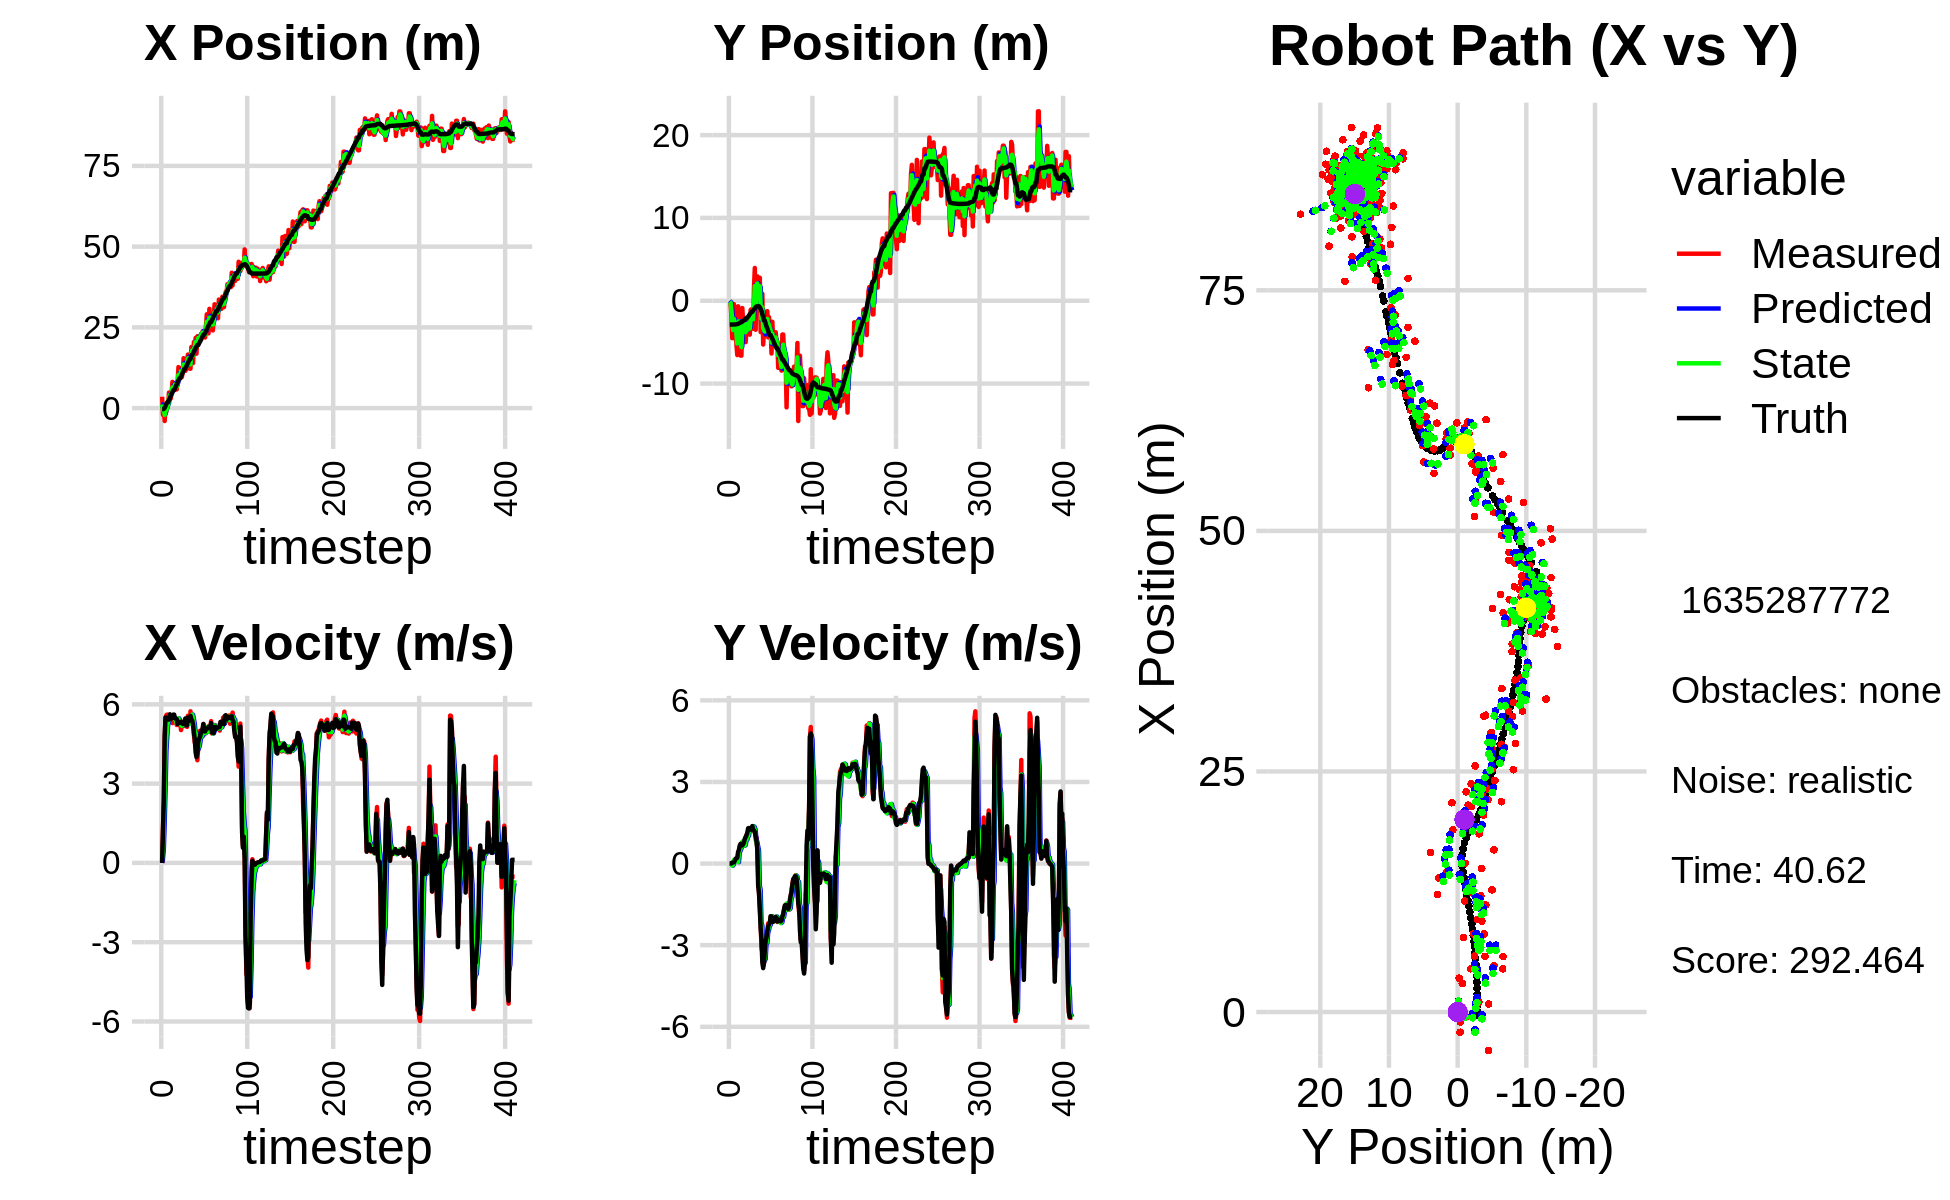 X Position (m)
75
50
25
0
0 100 200 300 400
timestep
Y Position (m)
20
10
0
-10
0 100 200 300 400
timestep
X Velocity (m/s)
6
3
0
-3
-6
0 100 200 300 400
timestep
Y Velocity (m/s)
6
3
0
-3
-6
0 100 200 300 400
timestep
Robot Path (X vs Y)
X Position (m)
75
50
25
0
20 10 0 -10 -20
Y Position (m)
variable
Measured
Predicted
State
Truth
1635287772
Obstacles: none
Noise: realistic
Time: 40.62
Score: 292.464